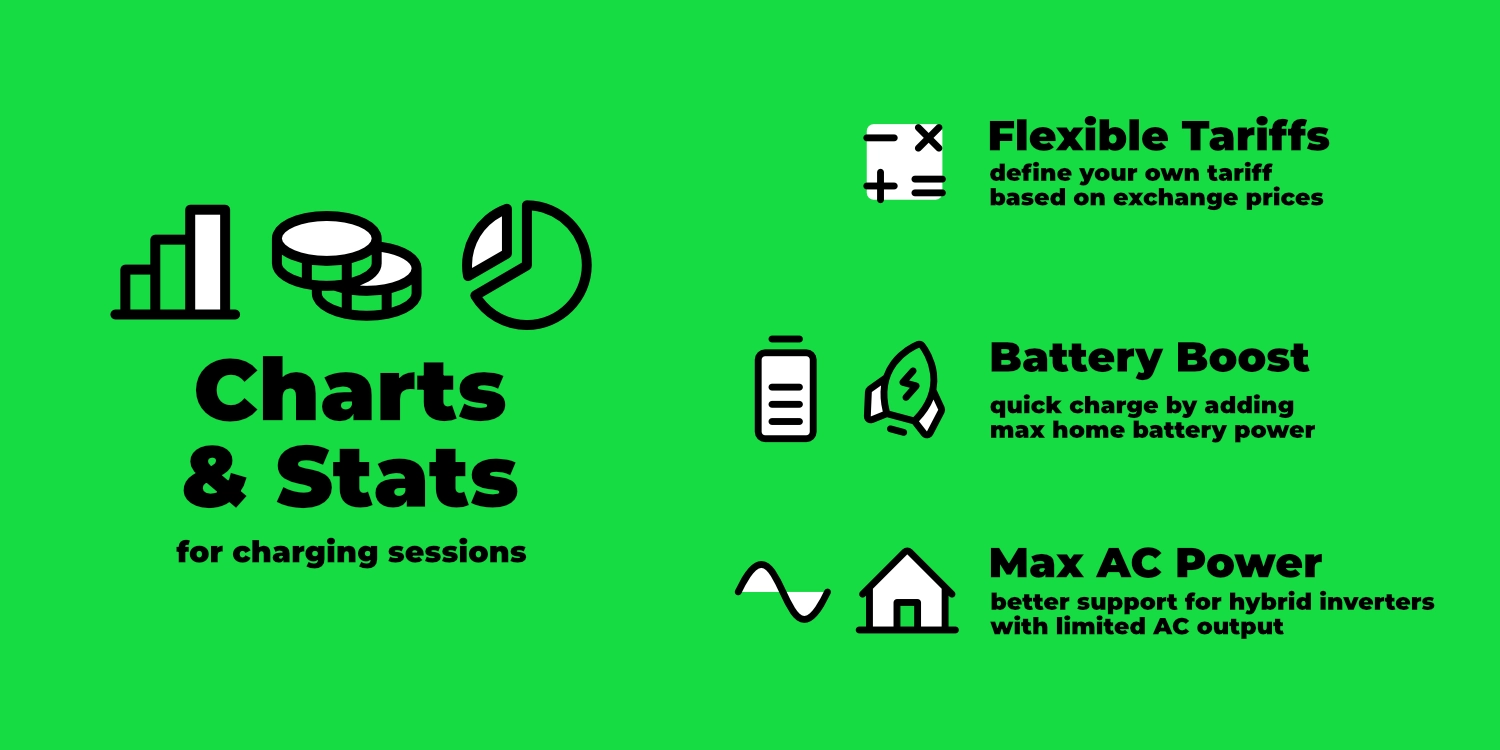 Charts
& Stats
for charging sessions
Flexible Tariffs
define your own tariff
based on exchange prices
Battery Boost
quick charge by adding
max home battery power
Max AC Power
better support for hybrid inverters
with limited AC output